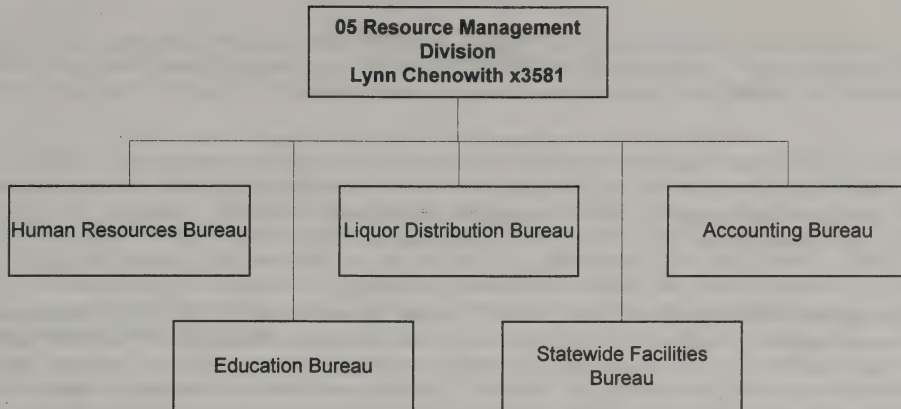 05 Resource Management
Division
Lynn Chenowith x3581
Human Resources Bureau
Liquor Distribution Bureau
Accounting Bureau
Education Bureau
Statewide Facilities
Bureau